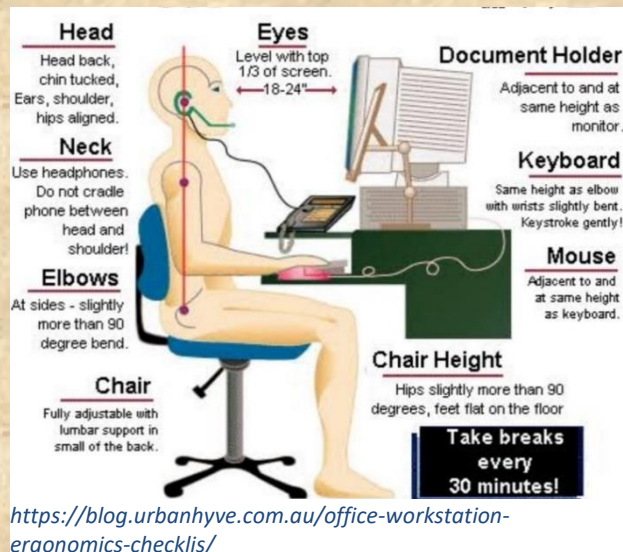 Head
Head back,
chin tucked,
Ears, shoulder,
hips aligned.
Neck
Use headphones.
Do not cradle
phone between
head and
shoulder!
Elbows
At sides - slightly
more than 90
degree bend.
Chair
Fully adjustable with
lumbar support in
small of the back.
Eyes
Level with top
1/3 of screen.
18-24"
Document Holder
Adjacent to and at
same height as
monitor.
Keyboard
Same height as elbow
with wrists slightly bent.
Keystroke gently!
Mouse
Adjacent to and
at same height
as keyboard.
Chair Height
Hips slightly more than 90
degrees, feet flat on the floor
Take breaks
every
30 minutes!
https://blog.urbanhyve.com.au/office-workstation-
ergonomics-checklis/